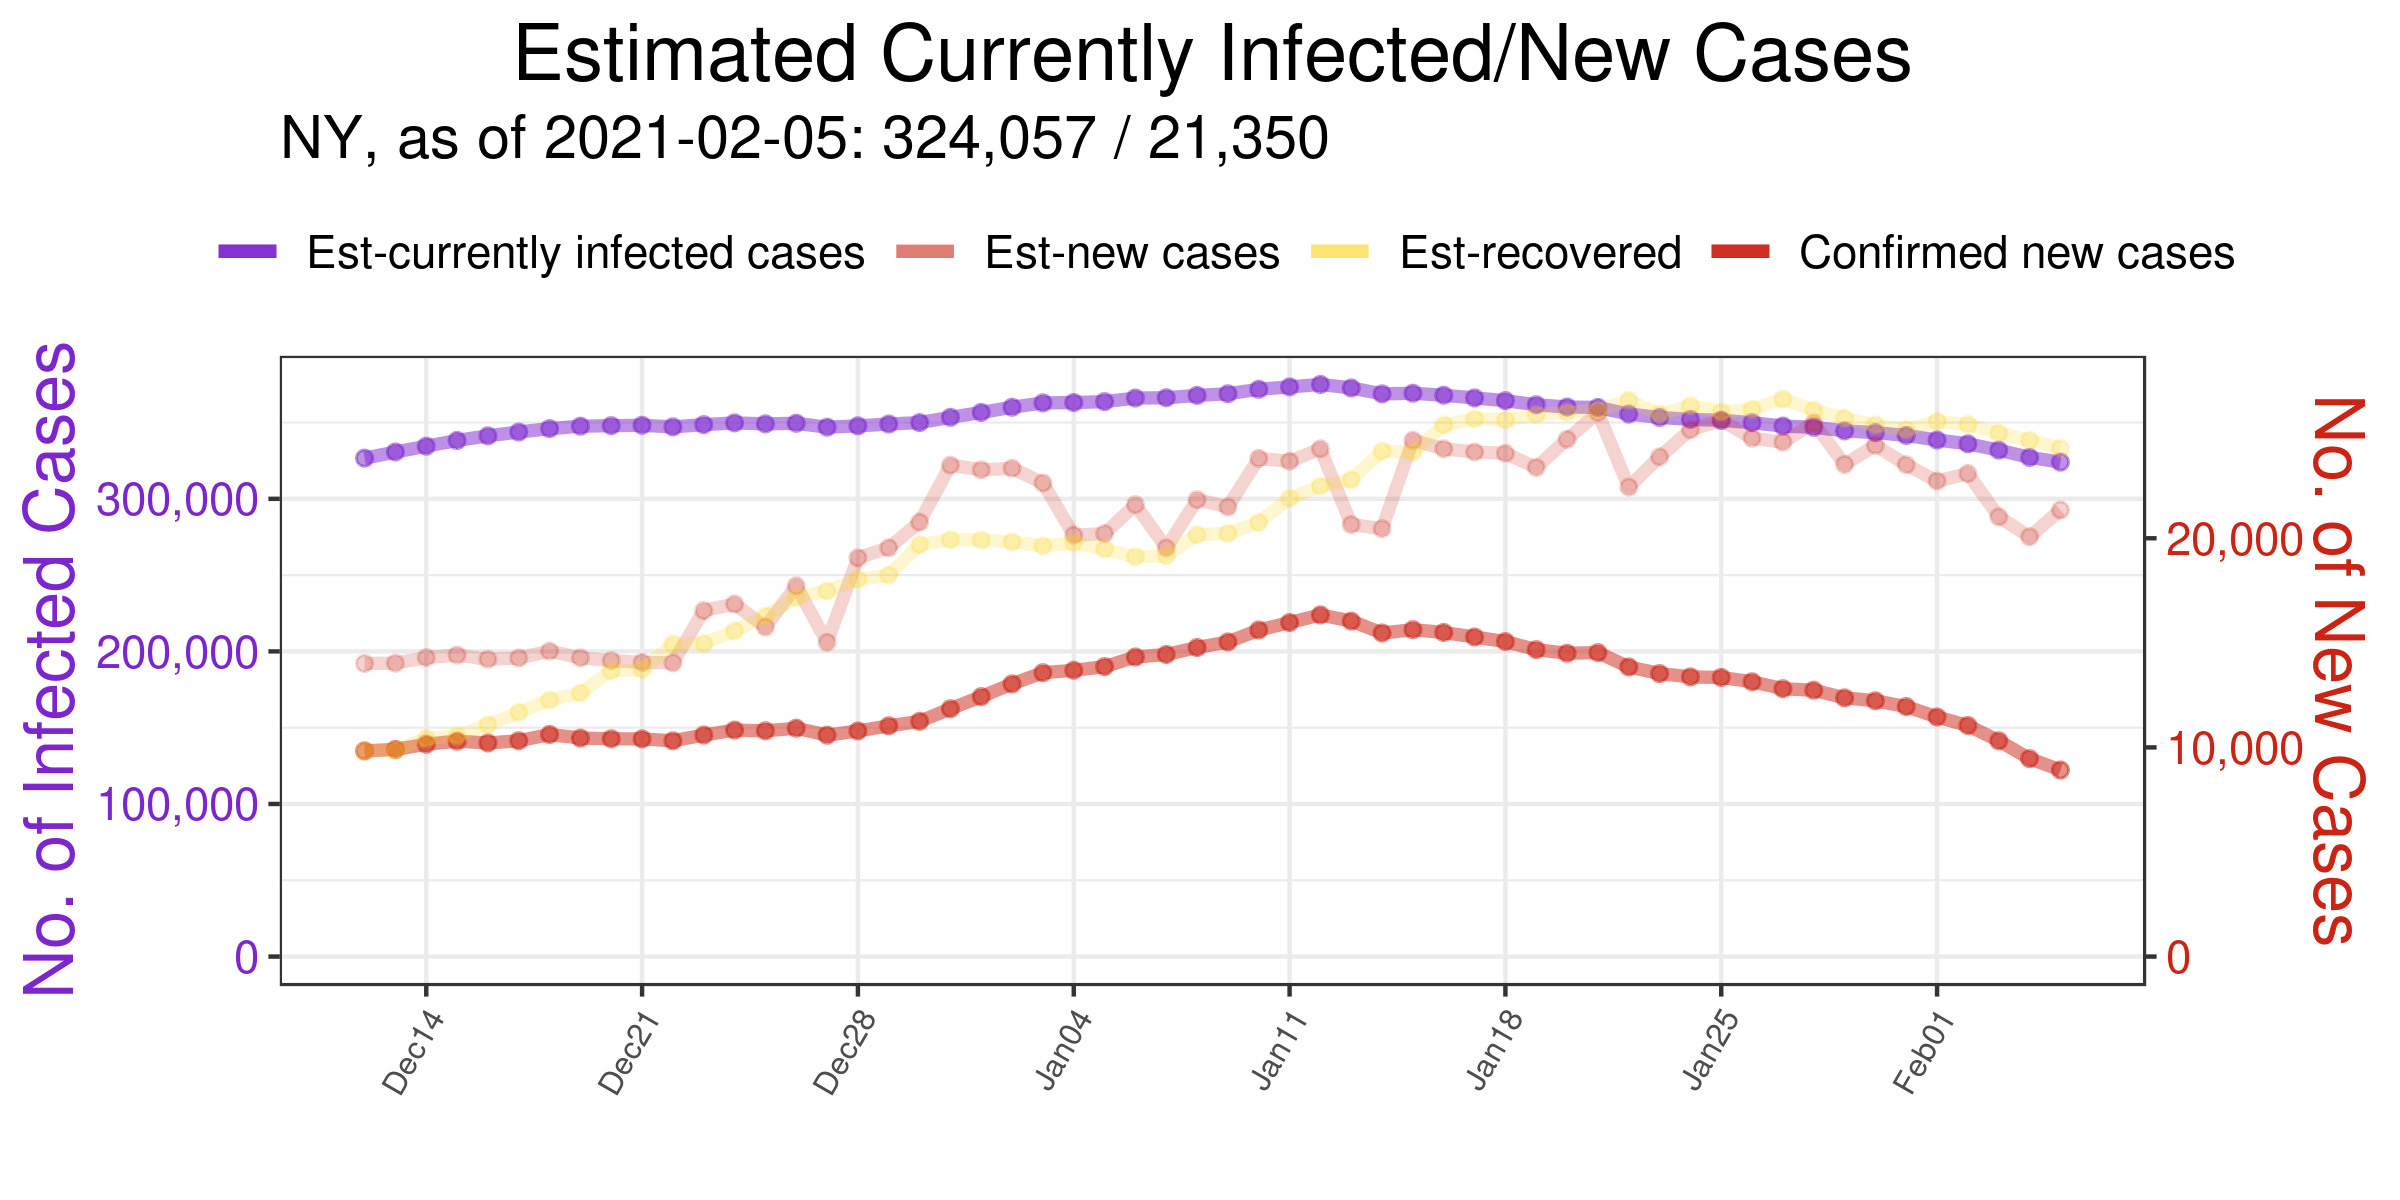 Estimated Currently Infected/New Cases
NY, as of 2021-02-05: 324,057 / 21,350
Est-currently infected cases Est-new cases Est-recovered Confirmed new cases
No. of Infected Cases
300,000
200,000
100,000
0
20,000
10,000
0
No. of New Cases
Dec14 Dec21 Dec28 Jan04 Jan11 Jan18 Jan25 Feb01